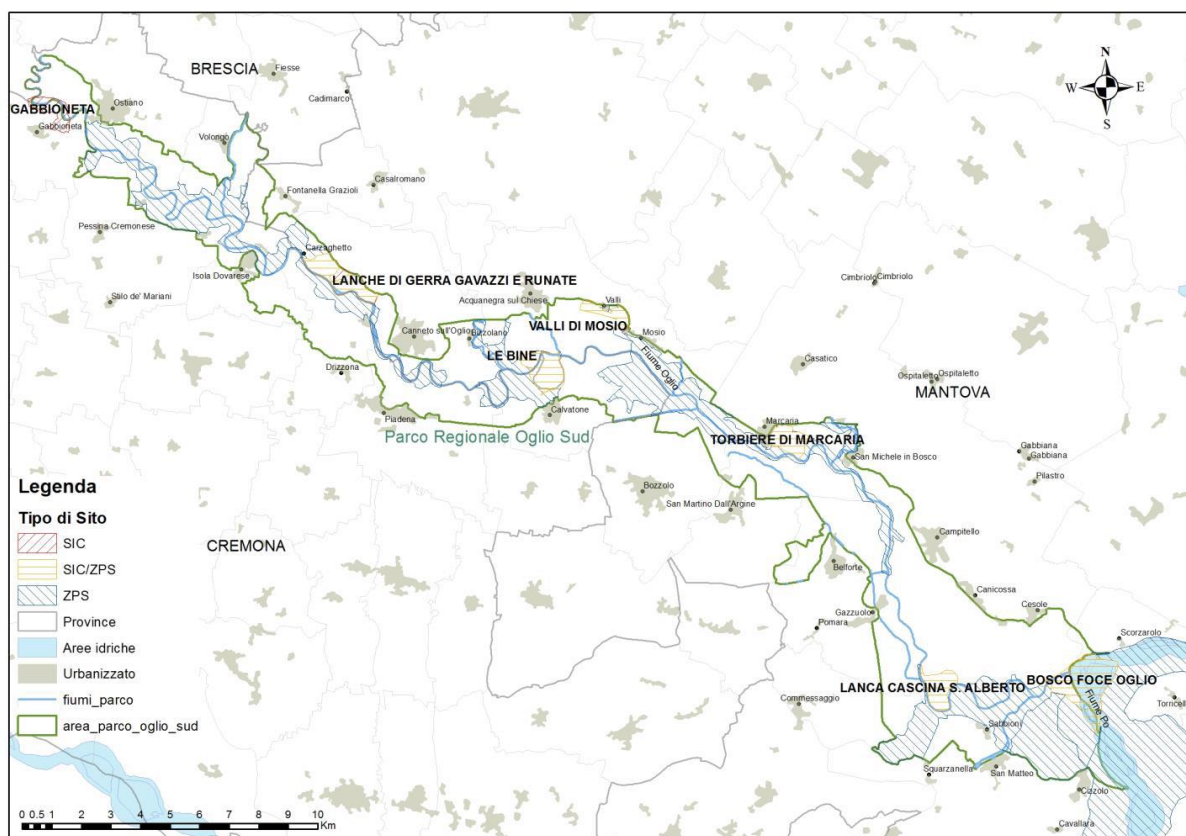 N
W E
S
BRESCIA
Fiesse
Cadimarco
GABBIONETA
Ostiano
Gabbioneta
Volongo
Casalromano
Fontanella Grazioli
Pessina Cremonese
Carzaghetto
Isola Dovarese
LANCHE DI GERRA GAVAZZI E RUNATE
Cimbriolo
Cimbriolo
Stilo de' Mariani
Acquanegra sul Chiese
Valli
VALLI DI MOSIO
Mosio
Canneto sull'Oglio
Bizzolano
LE BINE
Fiume Oglio
Casatico
Drizzona
Ospitaletto
Ospitaletto
MANTOVA
Piadena
Calvatone
Parco Regionale Oglio Sud
Marcaria
TORBIERE DI MARCARIA
San Michele in Bosco
Gabbiana
Gabbiana
Pilastro
Bozzolo
San Martino Dall'Argine
Campitello
CREMONA
Belforte
Canicossa
Cesole
Gazzuolo
Pomara
Scorzarolo
LANCA CASCINA S. ALBERTO
BOSCO FOCE OGLIO
Fiume Po
Torricell
Commessaggio
Sabbioni
Squarzanella
San Matteo
Cizzolo
Cavallara
Legenda
Tipo di Sito
SIC
SIC/ZPS
ZPS
Province
Aree idriche
Urbanizzato
fiumi_parco
area_parco_oglio_sud
0 0.5 1 2 3 4 5 6 7 8 9 10
Km